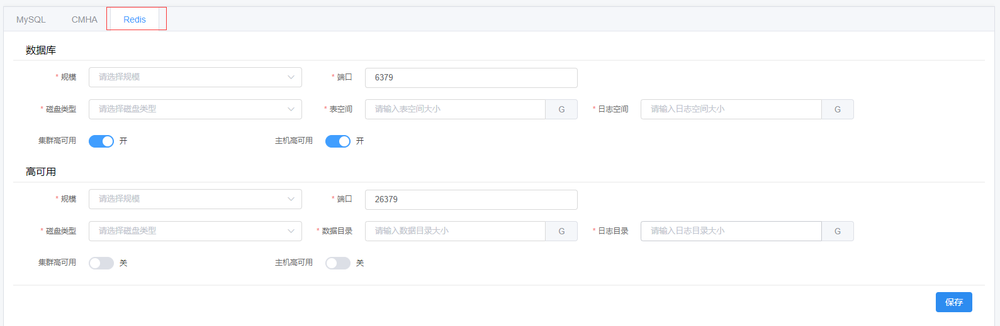 MySQL CMHA Redis
数据库
* 规模 请选择规模 * 端口 6379
* 磁盘类型 请选择磁盘类型 * 表空间 请输入表空间大小 G * 日志空间 请输入日志空间大小 G
集群高可用 开 主机高可用 开
高可用
* 规模 请选择规模 * 端口 26379
* 磁盘类型 请选择磁盘类型 * 数据目录 请输入数据目录大小 G * 日志目录 请输入日志目录大小 G
集群高可用 关 主机高可用 关
保存